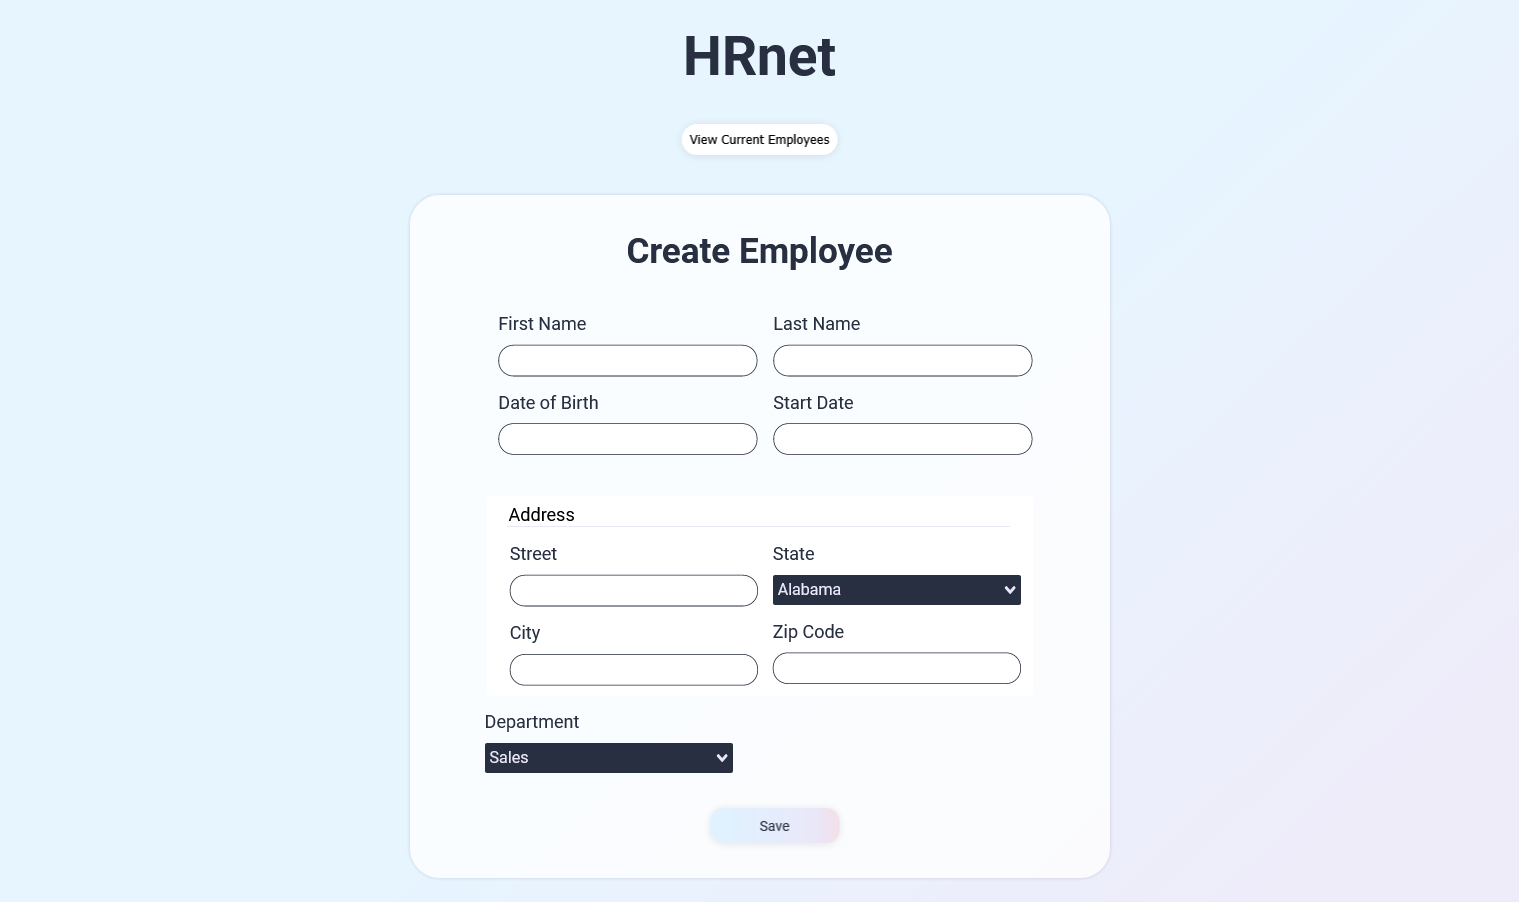 HRnet
View Current Employees
Create Employee
First Name
Last Name
Date of Birth
Start Date
Address
Street
State
Alabama
City
Zip Code
Department
Sales
Save